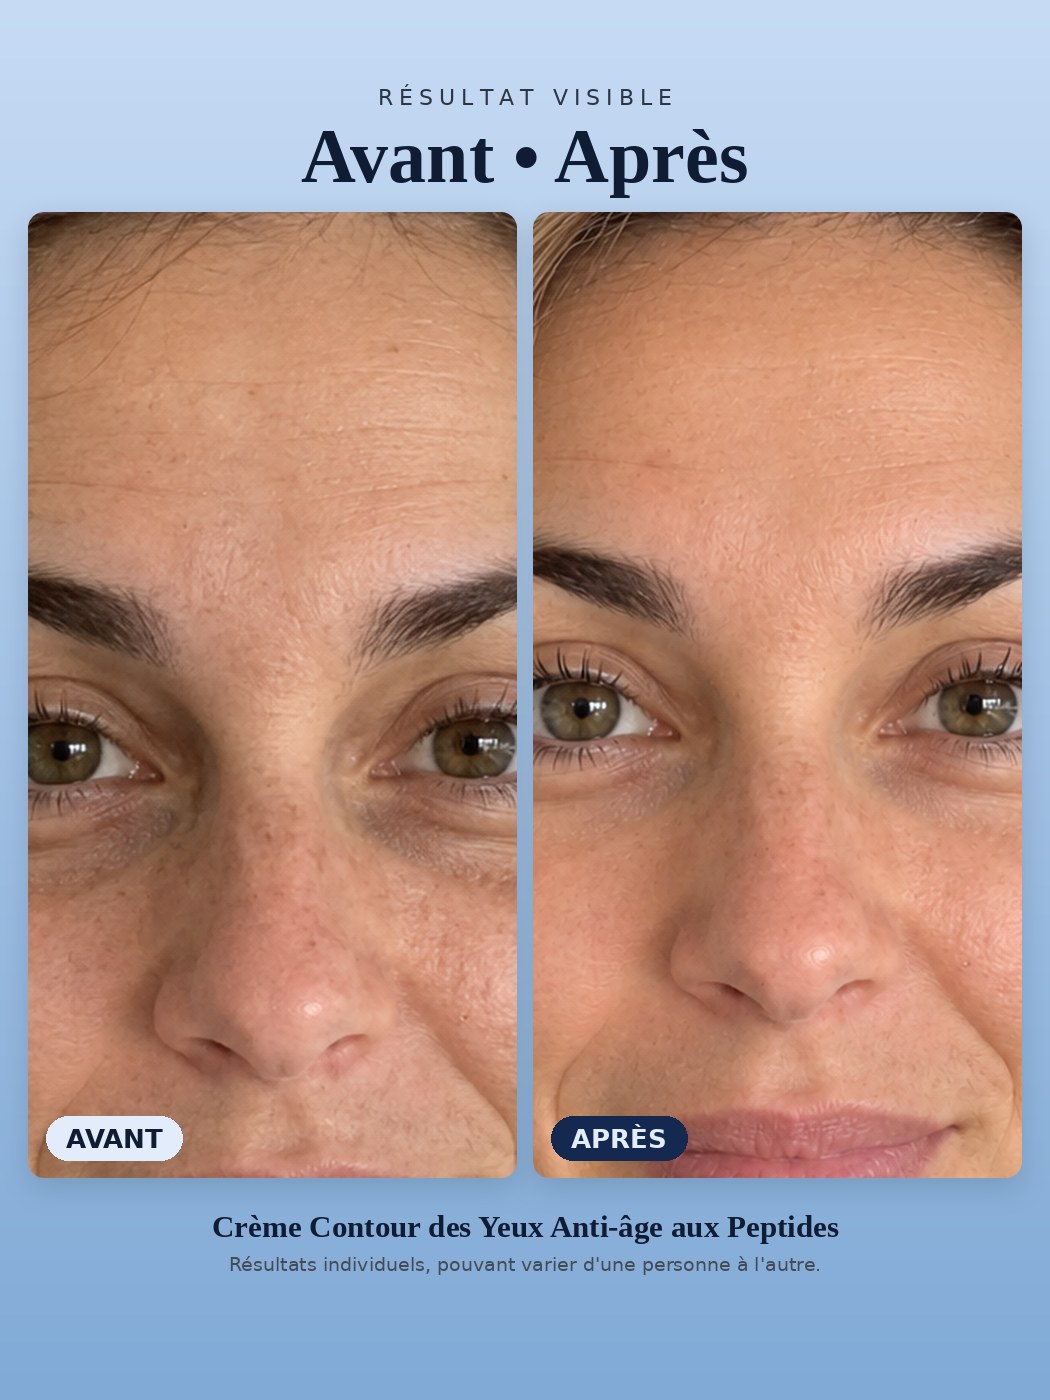 RÉSULTAT VISIBLE
Avant • Après
AVANT
APRÈS
Crème Contour des Yeux Anti-âge aux Peptides
Résultats individuels, pouvant varier d'une personne à l'autre.